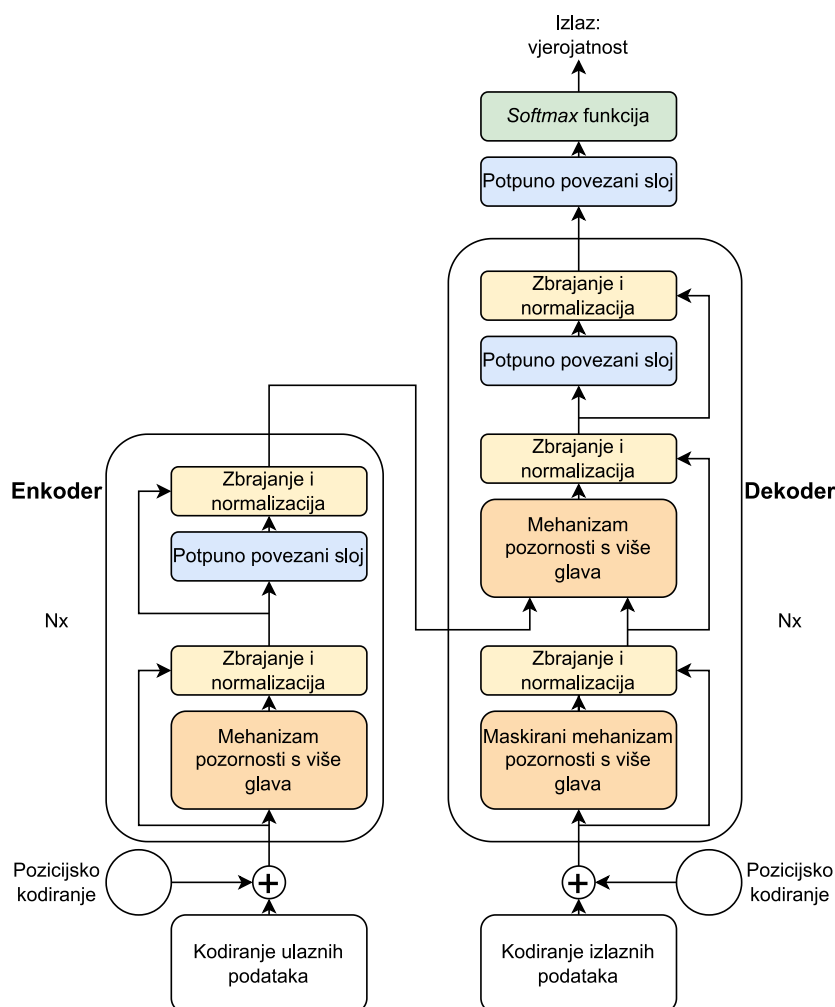 Izlaz:
vjerojatnost
Softmax funkcija
Potpuno povezani sloj
Zbrajanje i
normalizacija
Potpuno povezani sloj
Zbrajanje i
normalizacija
Mehanizam
pozornosti s više
glava
Zbrajanje i
normalizacija
Maskirani mehanizam
pozornosti s više
glava
Dekoder
Nx
Pozicijsko
kodiranje
+
Kodiranje izlaznih
podataka
Enkoder
Nx
Zbrajanje i
normalizacija
Potpuno povezani sloj
Zbrajanje i
normalizacija
Mehanizam
pozornosti s više
glava
Pozicijsko
kodiranje
+
Kodiranje ulaznih
podataka